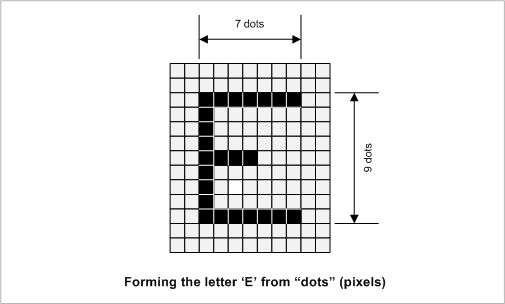 7 dots
9 dots
Forming the letter ‘E’ from “dots” (pixels)